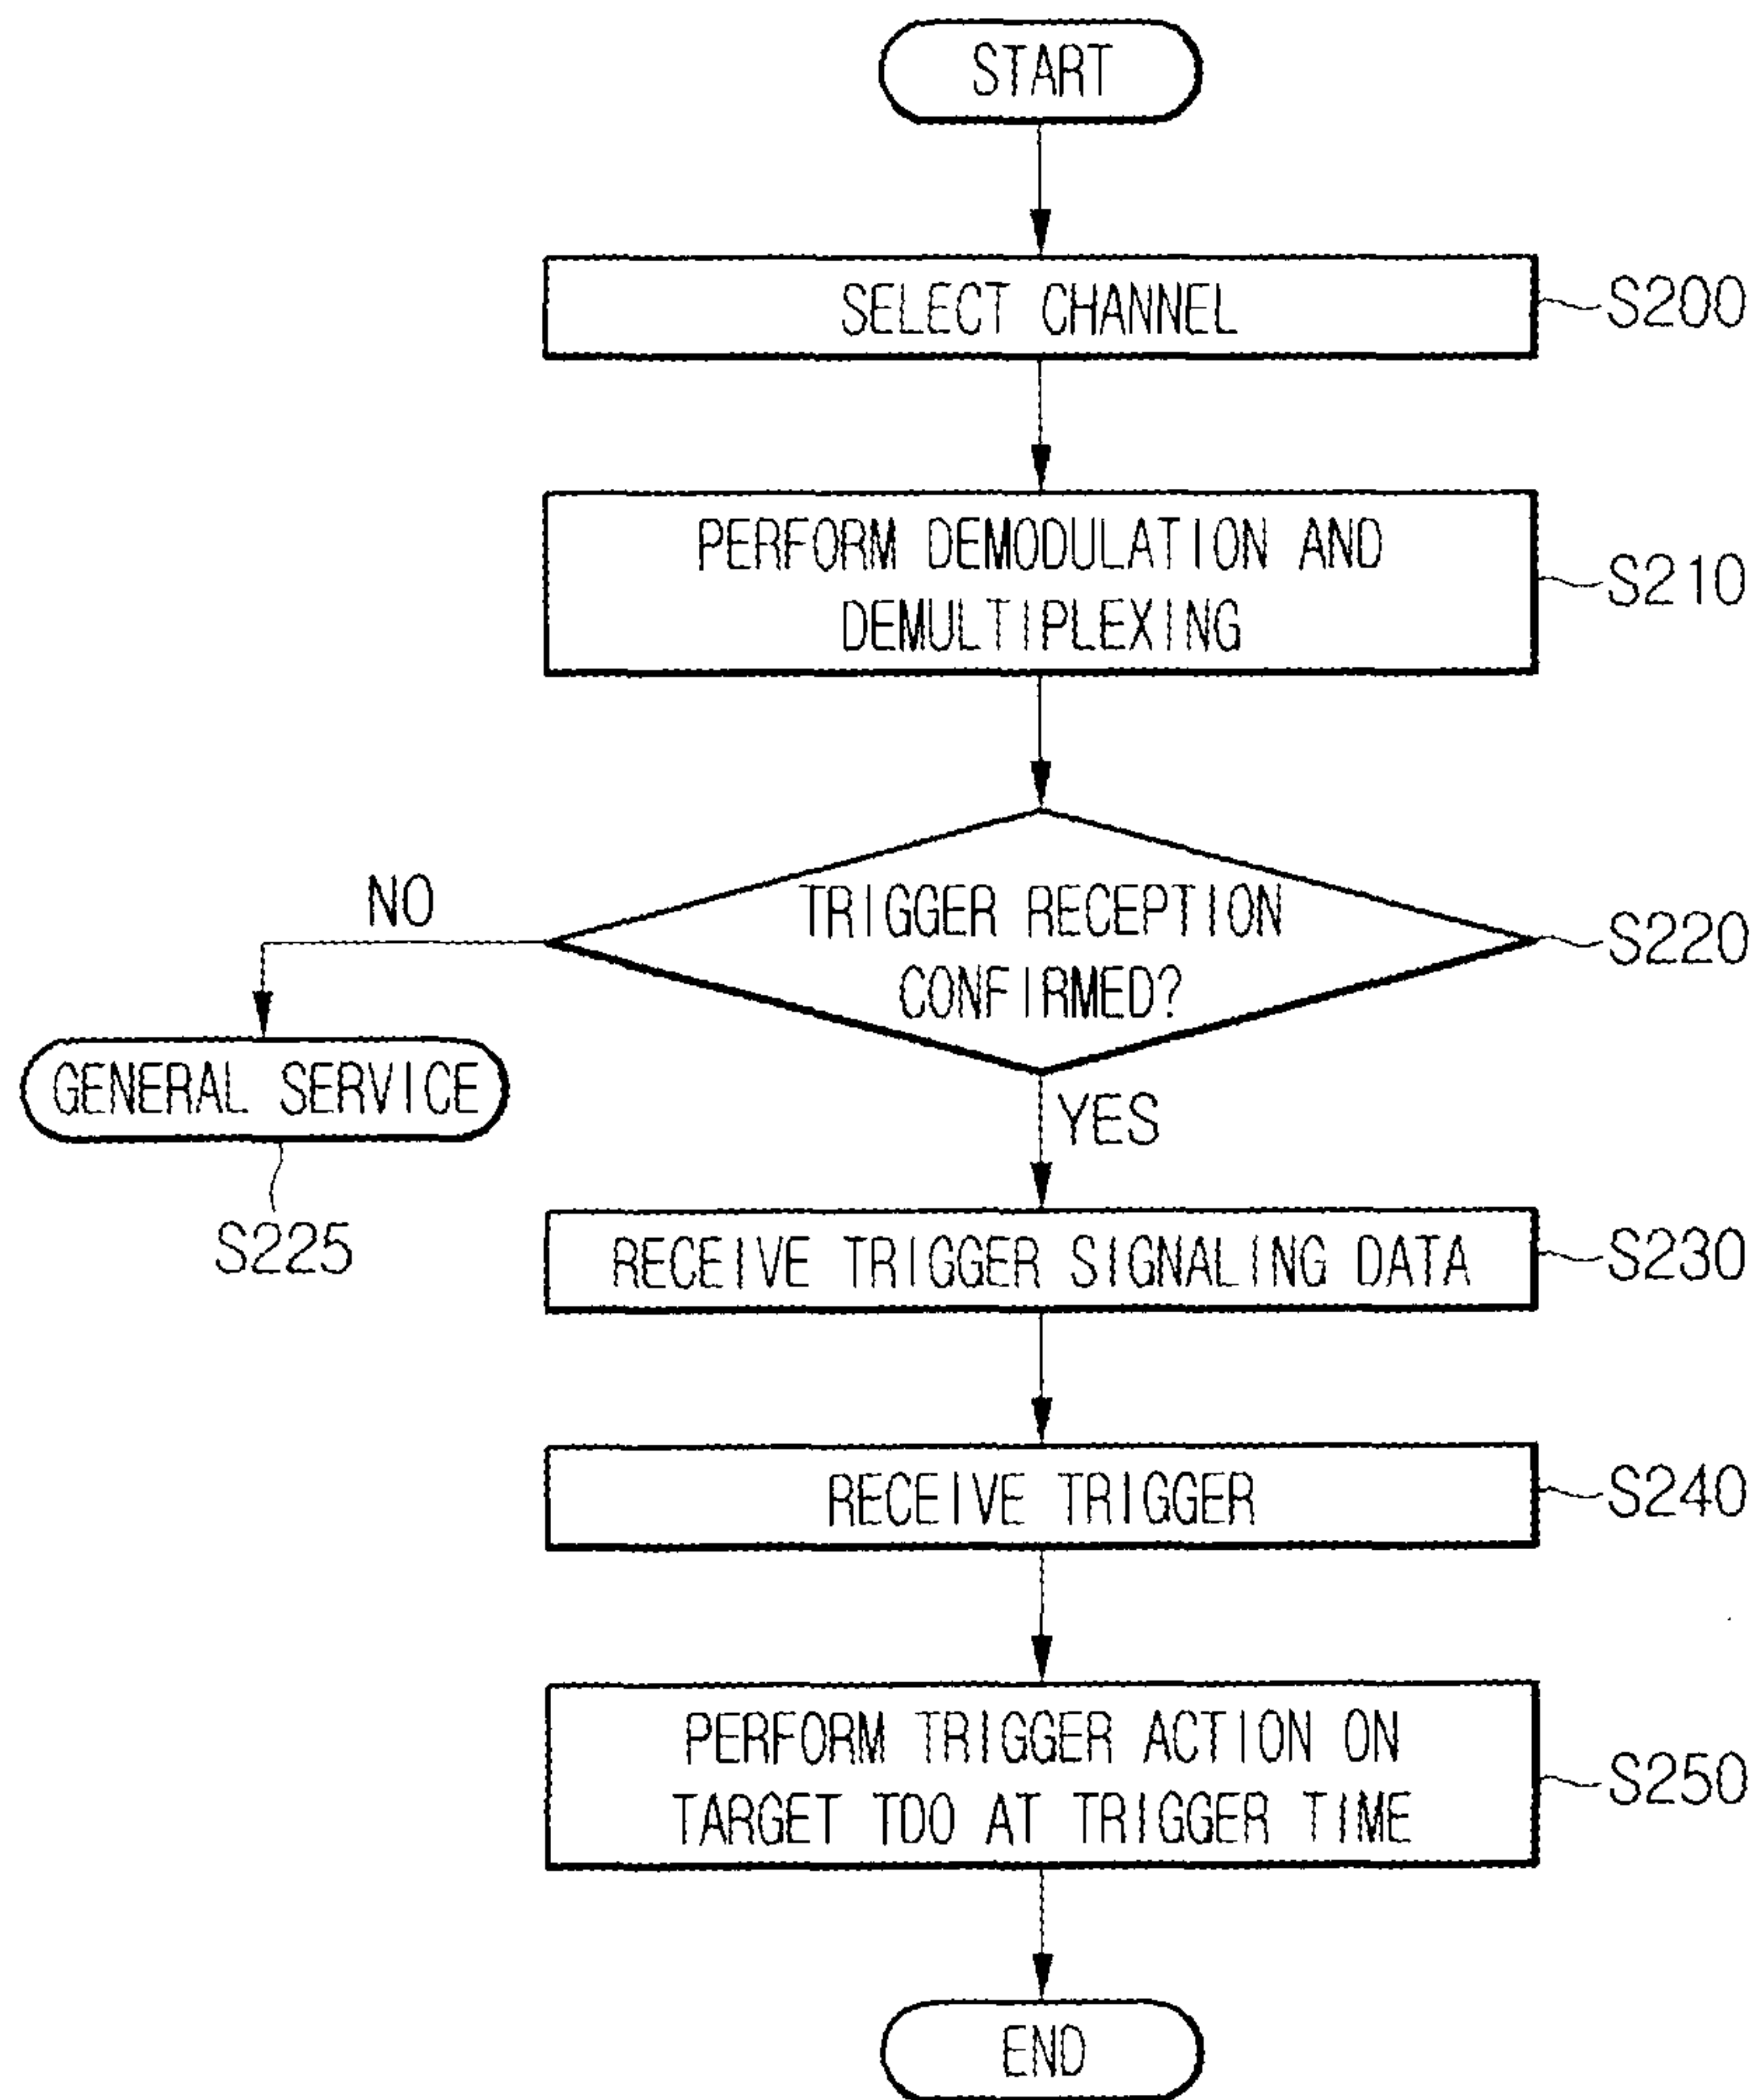 START
SELECT CHANNEL
S200
PERFORM DEMODULATION AND
DEMULTIPLEXING
S210
TRIGGER RECEPTION
CONFIRMED?
S220
NO
GENERAL SERVICE
S225
YES
RECEIVE TRIGGER SIGNALING DATA
S230
RECEIVE TRIGGER
S240
PERFORM TRIGGER ACTION ON
TARGET TDO AT TRIGGER TIME
S250
END